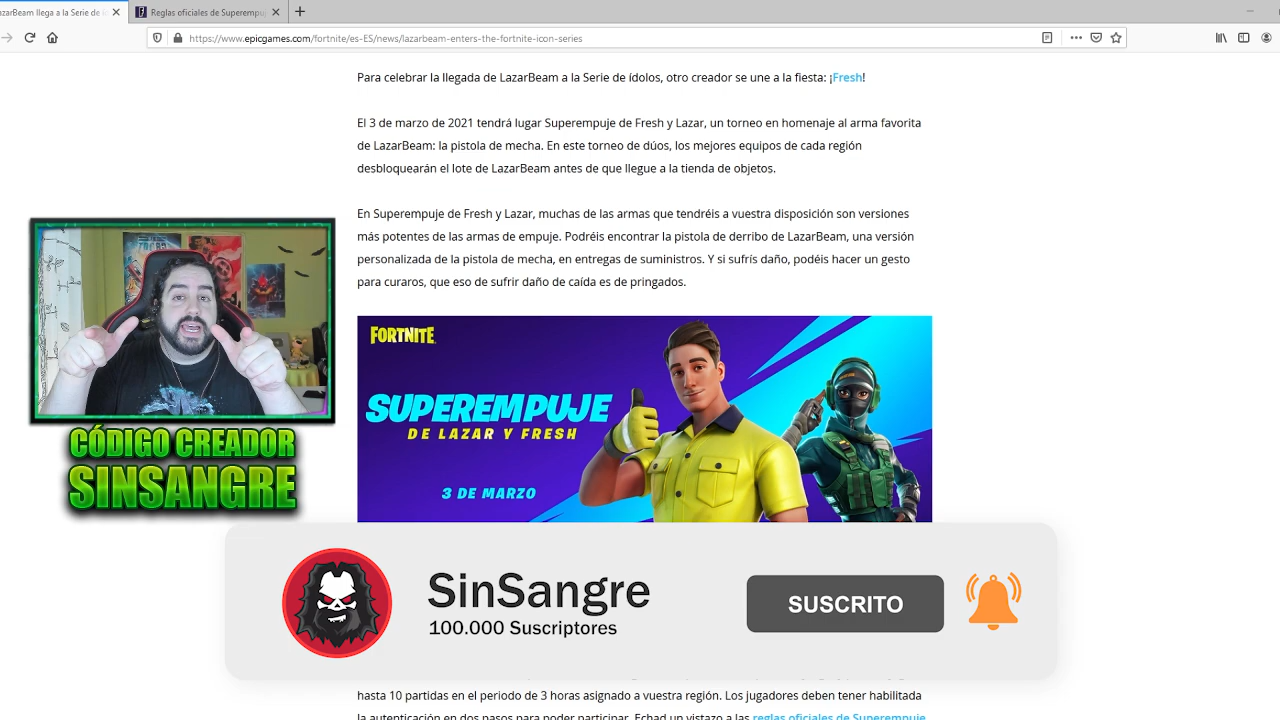 azarBeam llega a la Serie de í
Reglas oficiales de Superempuj
https://www.epicgames.com/fortnite/es-ES/news/lazarbeam-enters-the-fortnite-icon-series
Para celebrar la llegada de LazarBeam a la Serie de ídolos, otro creador se une a la fiesta: ¡Fresh!
El 3 de marzo de 2021 tendrá lugar Superempuje de Fresh y Lazar, un torneo en homenaje al arma favorita
de LazarBeam: la pistola de mecha. En este torneo de dúos, los mejores equipos de cada región
desbloquearán el lote de LazarBeam antes de que llegue a la tienda de objetos.
En Superempuje de Fresh y Lazar, muchas de las armas que tendréis a vuestra disposición son versiones
más potentes de las armas de empuje. Podréis encontrar la pistola de derribo de LazarBeam, una versión
personalizada de la pistola de mecha, en entregas de suministros. Y si sufrís daño, podéis hacer un gesto
para curaros, que eso de sufrir daño de caída es de pringados.
FORTNITE
SUPEREMPUJE
DE LAZAR Y FRESH
3 DE MARZO
CÓDIGO CREADOR
SINSANGRE
SinSangre
100.000 Suscriptores
SUSCRITO
hasta 10 partidas en el periodo de 3 horas asignado a vuestra región. Los jugadores deben tener habilitada
la autenticación en dos pasos para poder participar. Echad un vistazo a las reglas oficiales de Superempuje